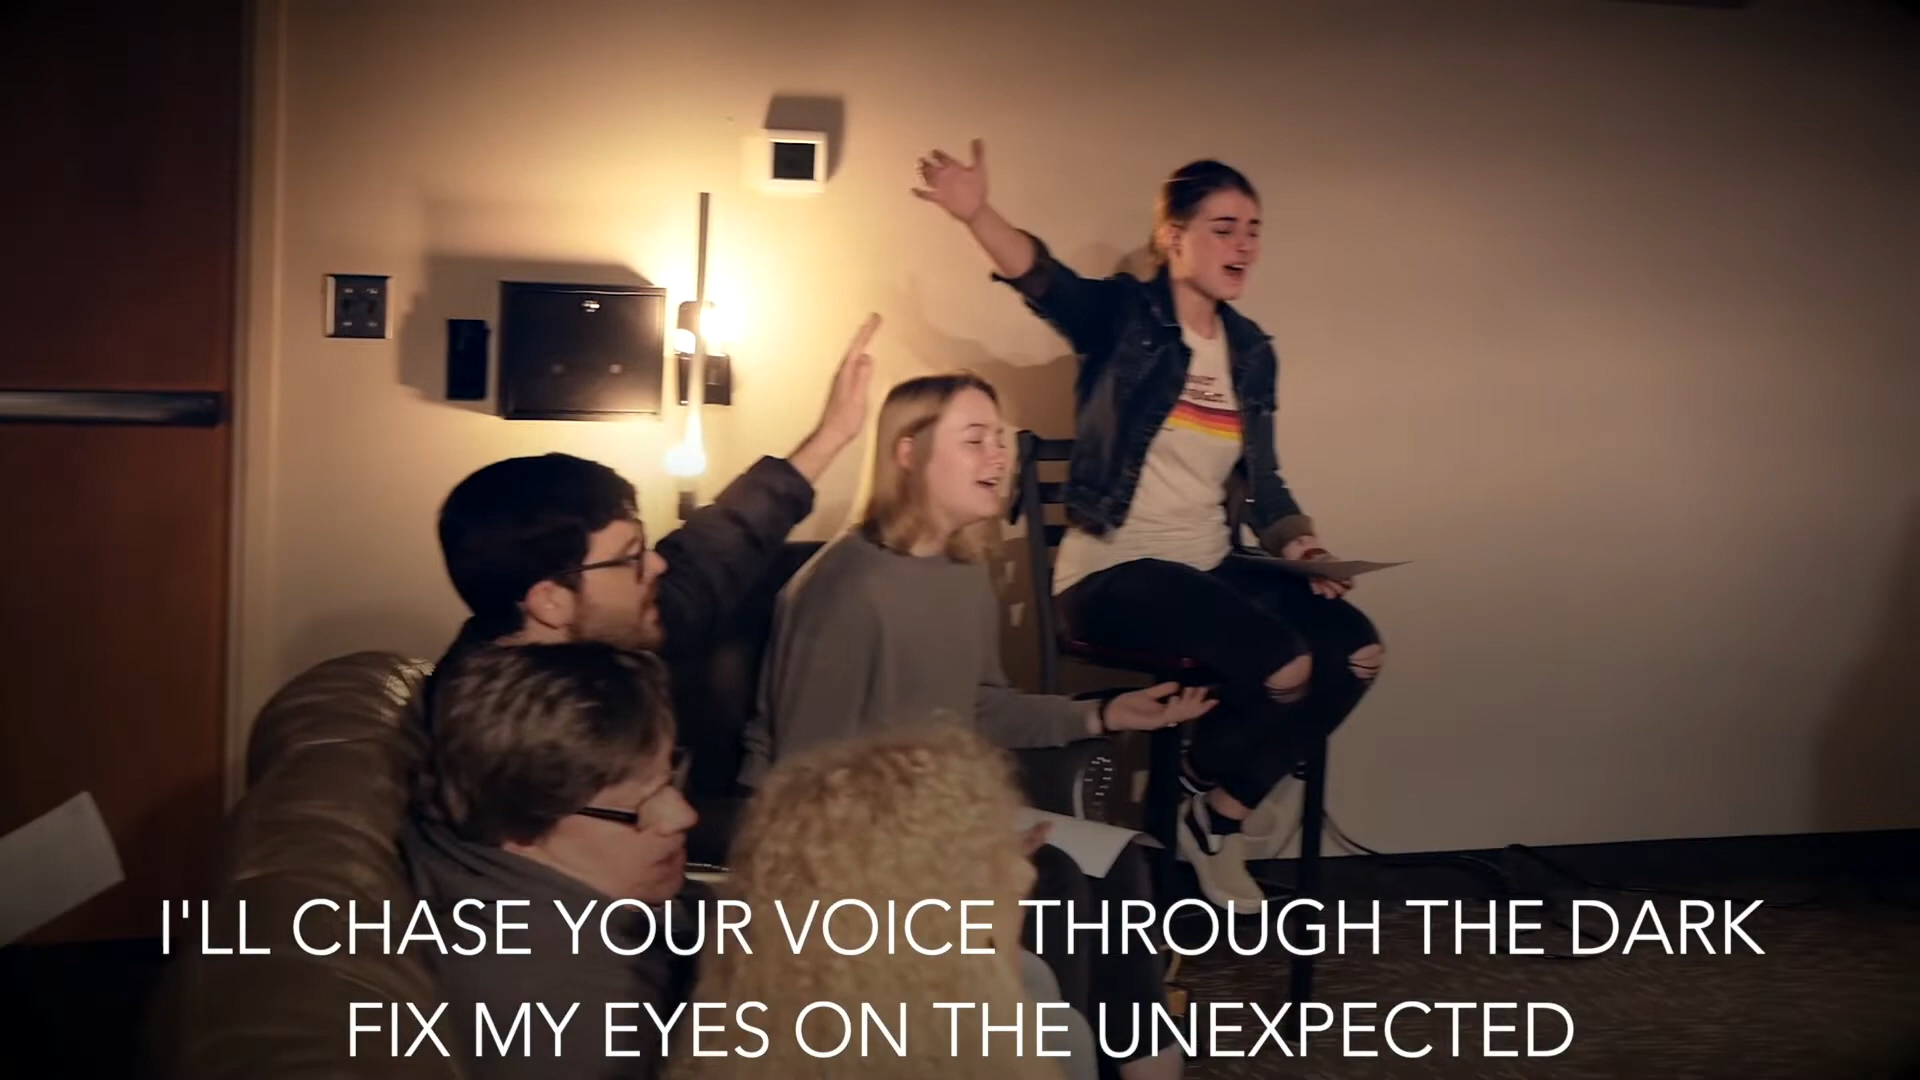 I'LL CHASE YOUR VOICE THROUGH THE DARK
FIX MY EYES ON THE UNEXPECTED